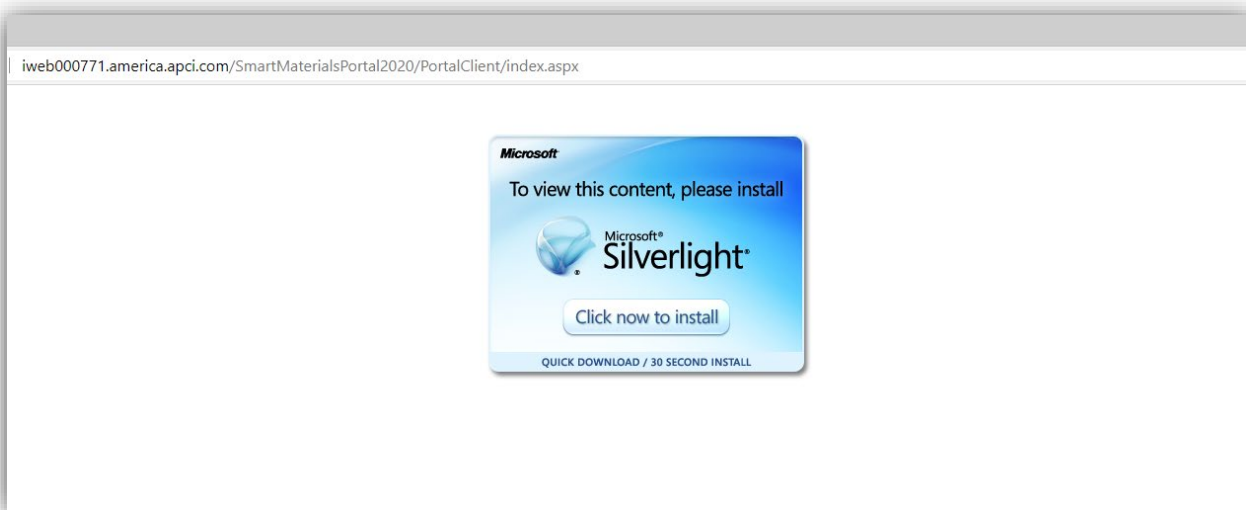 iweb000771.america.apci.com/SmartMaterialsPortal2020/PortalClient/index.aspx
Microsoft
To view this content, please install
Microsoft®
Silverlight®
®
Click now to install
QUICK DOWNLOAD / 30 SECOND INSTALL